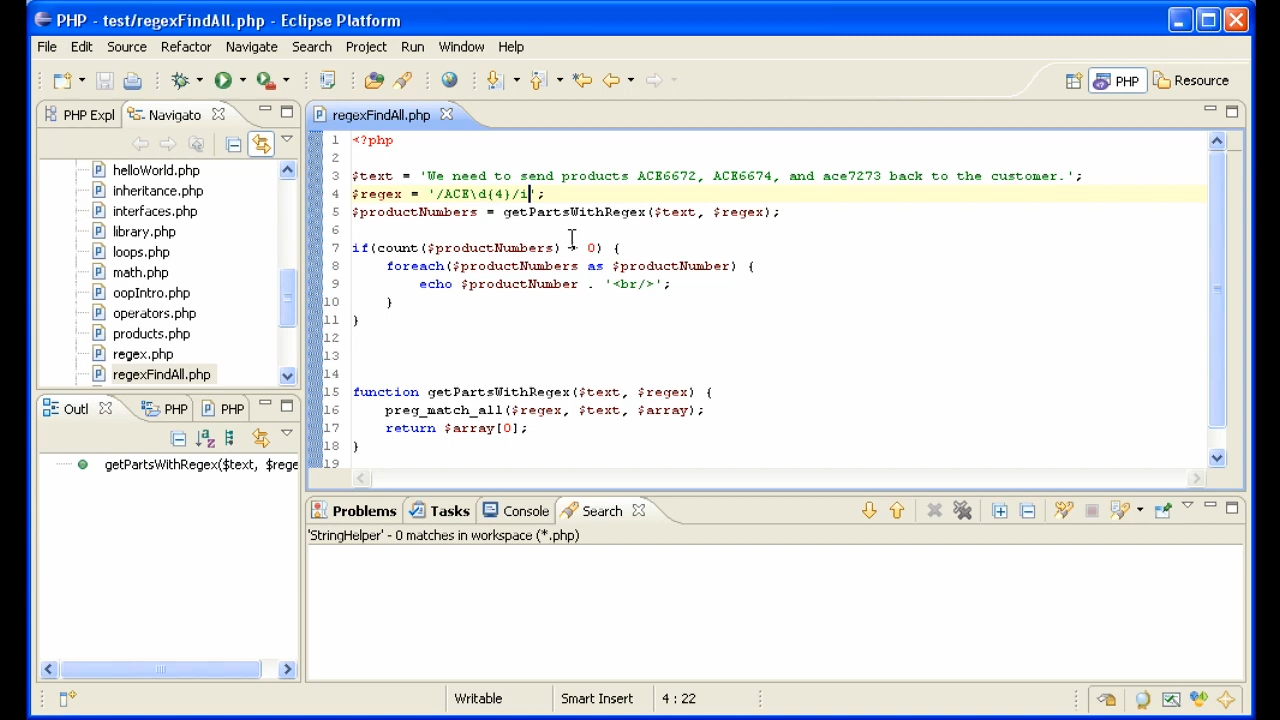 PHP - test/regexFindAll.php - Eclipse Platform
File Edit Source Refactor Navigate Search Project Run Window Help
PHP Resource
PHP Expl Navigato
regexFindAll.php
helloWorld.php
inheritance.php
interfaces.php
library.php
loops.php
math.php
oopIntro.php
operators.php
products.php
regex.php
regexFindAll.php
1 <?php
2
3 $text = 'We need to send products ACE6672, ACE6674, and ace7273 back to the customer.';
4 $regex = '/ACE\d{4}/i';
5 $productNumbers = getPartsWithRegex($text, $regex);
6
7 if(count($productNumbers) > 0) {
8 foreach($productNumbers as $productNumber) {
9 echo $productNumber . '<br/>';
10 }
11 }
12
13
14
15 function getPartsWithRegex($text, $regex) {
16 preg_match_all($regex, $text, $array);
17 return $array[0];
18 }
19
Outl PHP PHP
getPartsWithRegex($text, $rege
Problems Tasks Console Search
'StringHelper' - 0 matches in workspace (*.php)
Writable Smart Insert 4 : 22